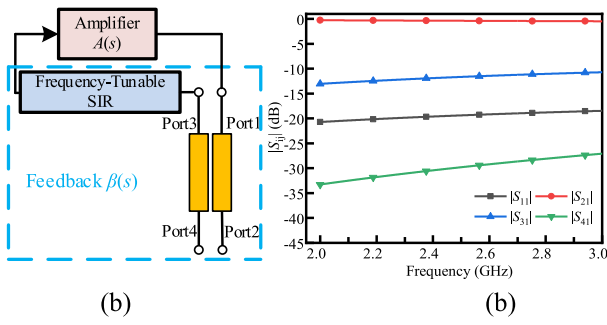 Amplifier
A(s)
Frequency-Tunable
SIR
Port3
Port1
Feedback β(s)
Port4
Port2
(b)
(b)
0
-5
-10
-15
-20
-25
-30
-35
-40
-45
|Sij| (dB)
|S11|
|S21|
|S31|
|S41|
2.0
2.2
2.4
2.6
2.8
3.0
Frequency (GHz)
(b)